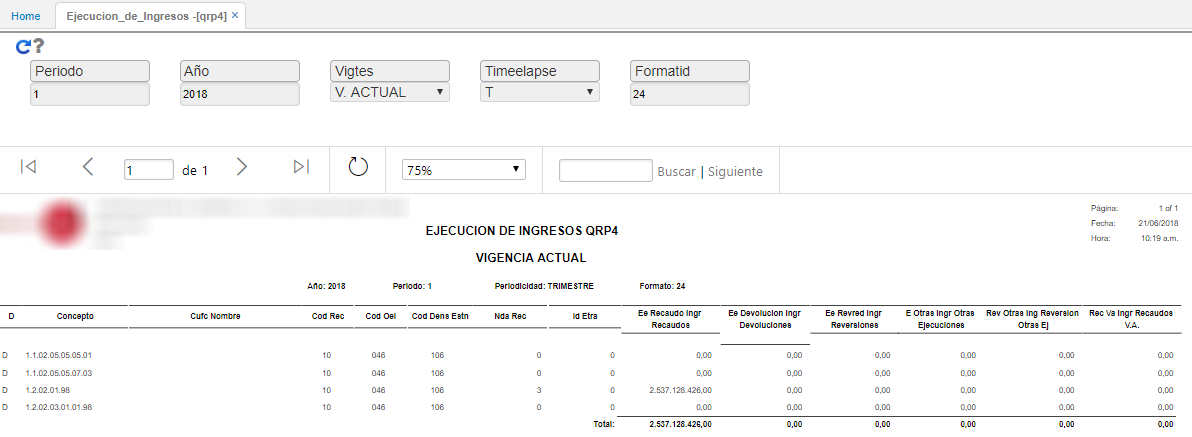 Home Ejecucion_de_Ingresos -[qrp4] ×
?
Periodo Año Vigtes Timeelapse Formatid
1 2018 V. ACTUAL T 24
1 de 1 75% Buscar | Siguiente
Página: 1 of 1
Fecha: 21/06/2018
Hora: 10:19 a.m.
EJECUCION DE INGRESOS QRP4
VIGENCIA ACTUAL
Año: 2018 Periodo: 1 Periodicidad: TRIMESTRE Formato: 24
D Concepto Cufc Nombre Cod Rec Cod Oei Cod Dens Estn Nda Rec Id Etra Ee Recaudo Ingr Ee Devolucion Ingr Ee Revred Ingr E Otras Ingr Otras Rev Otras Ing Reversion Rec Va Ingr Recaudos
Recaudos Devoluciones Reversiones Ejecuciones Otras Ej V.A.
D 1.1.02.05.05.05.01 10 046 106 0 0 0,00 0,00 0,00 0,00 0,00 0,00
D 1.1.02.05.05.07.03 10 046 106 0 0 0,00 0,00 0,00 0,00 0,00 0,00
D 1.2.02.01.98 10 046 106 3 0 2.537.128.426,00 0,00 0,00 0,00 0,00 0,00
D 1.2.02.03.01.01.98 10 046 106 0 0 0,00 0,00 0,00 0,00 0,00 0,00
Total: 2.537.128.426,00 0,00 0,00 0,00 0,00 0,00